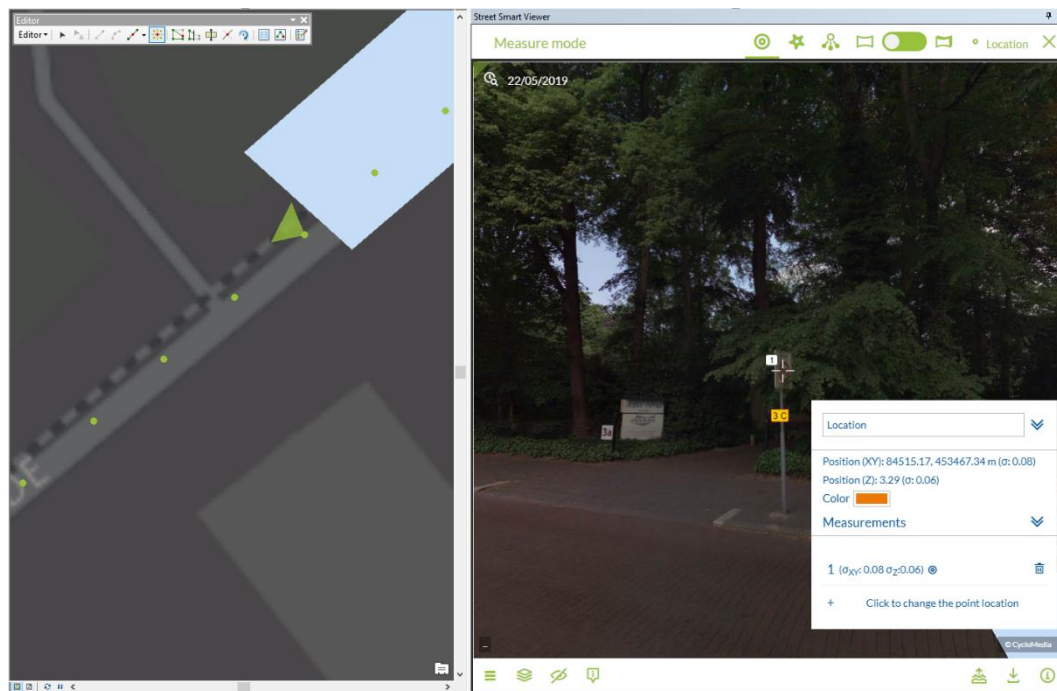 Editor
Editor
Street Smart Viewer
Measure mode
Location
22/05/2019
1
3 C
3a
Location
Position (XY): 84515.17, 453467.34 m (σ: 0.08)
Position (Z): 3.29 (σ: 0.06)
Color
Measurements
1 (σXY: 0.08 σZ:0.06)
+ Click to change the point location
© CycloMedia
DE